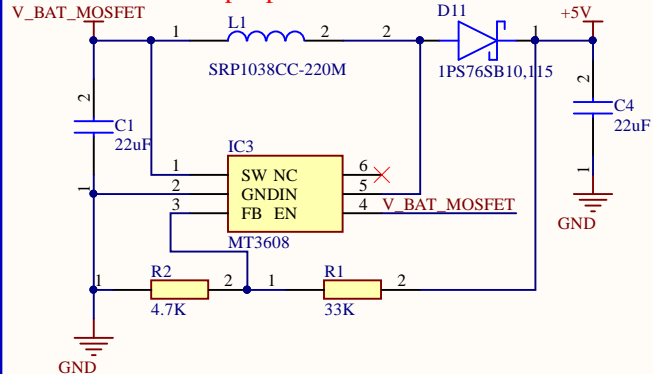 V_BAT_MOSFET
L1
D11
+5V
1
2
2
1
SRP1038CC-220M
1PS76SB10,115
2
C1
22uF
1
2
C4
22uF
1
GND
IC3
1
SW NC
6
2
GNDIN
5
3
FB EN
4
V_BAT_MOSFET
MT3608
1
R2
2
1
R1
2
4.7K
33K
GND